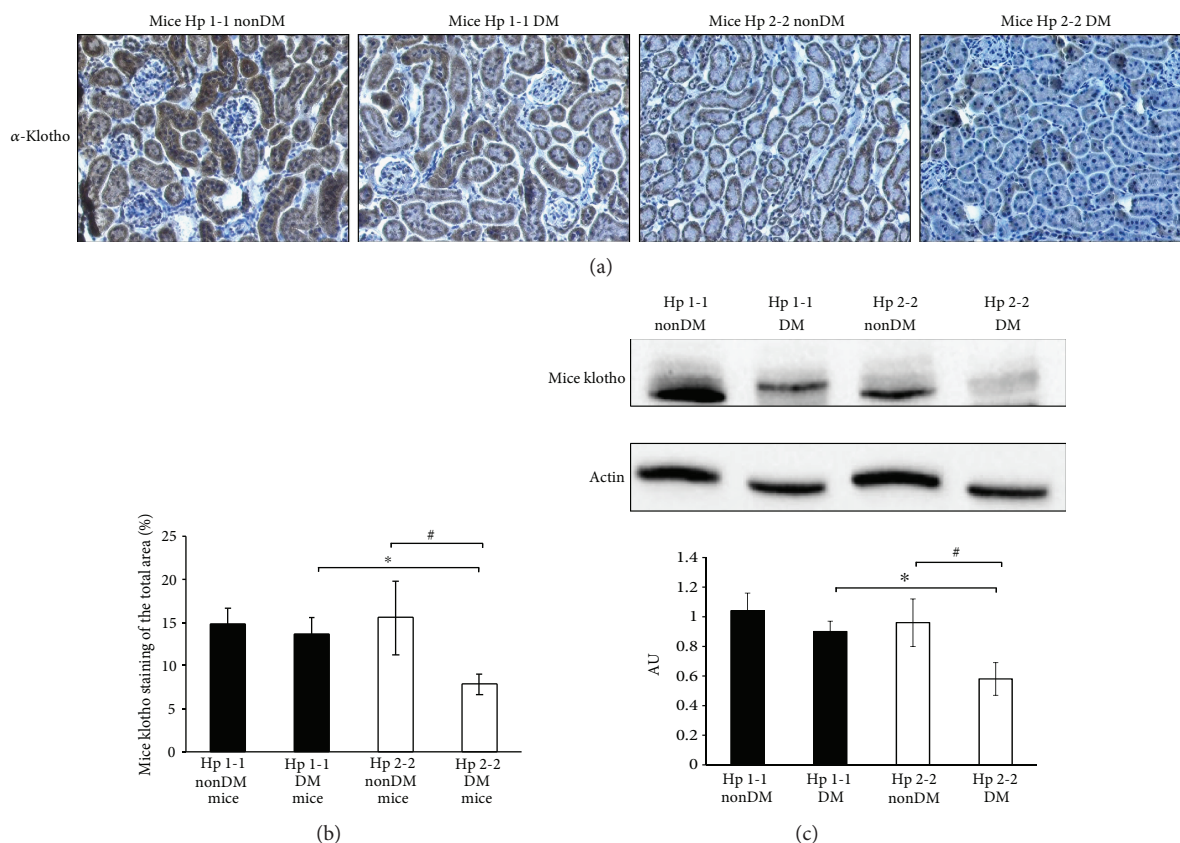 Mice Hp 1-1 nonDM
Mice Hp 1-1 DM
Mice Hp 2-2 nonDM
Mice Hp 2-2 DM
α-Klotho
(a)
Mice klotho staining of the total area (%)
25
20
15
10
5
0
#
*
Hp 1-1
nonDM
mice
Hp 1-1
DM
mice
Hp 2-2
nonDM
mice
Hp 2-2
DM
mice
(b)
Hp 1-1
nonDM
Hp 1-1
DM
Hp 2-2
nonDM
Hp 2-2
DM
Mice klotho
Actin
AU
1.4
1.2
1
0.8
0.6
0.4
0.2
0
#
*
Hp 1-1
nonDM
Hp 1-1
DM
Hp 2-2
nonDM
Hp 2-2
DM
(c)